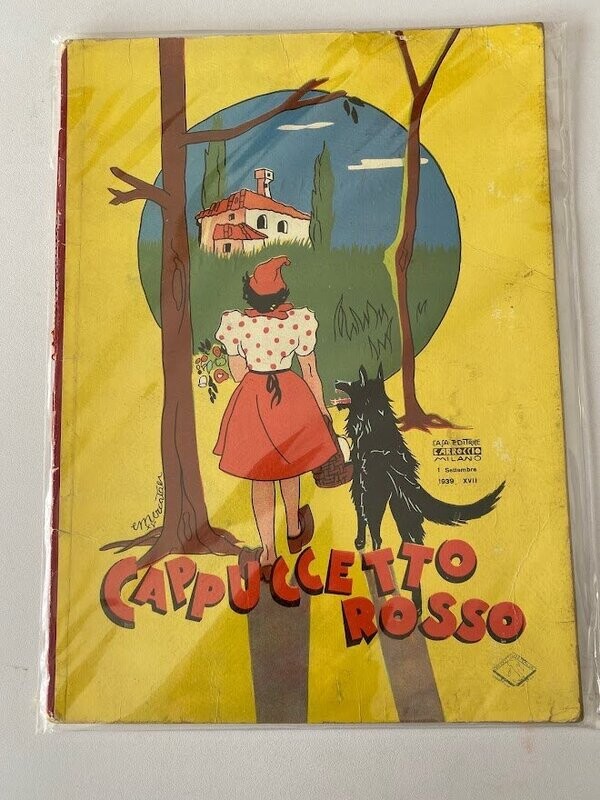 CASA EDITRICE
CARROCCIO
MILANO
1 Settembre
1939 XVII
CAPPUCCETTO
ROSSO